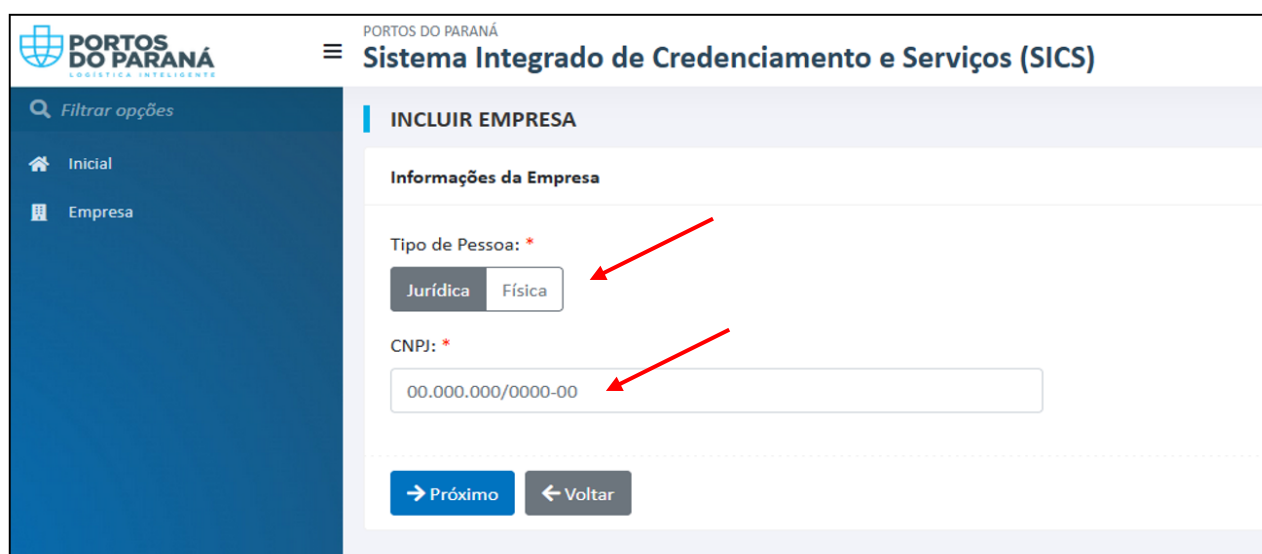 PORTOS
DO PARANÁ
LOGÍSTICA INTELIGENTE
PORTOS DO PARANÁ
Sistema Integrado de Credenciamento e Serviços (SICS)
Filtrar opções
Inicial
Empresa
INCLUIR EMPRESA
Informações da Empresa
Tipo de Pessoa: *
Jurídica Física
CNPJ: *
00.000.000/0000-00
Próximo Voltar